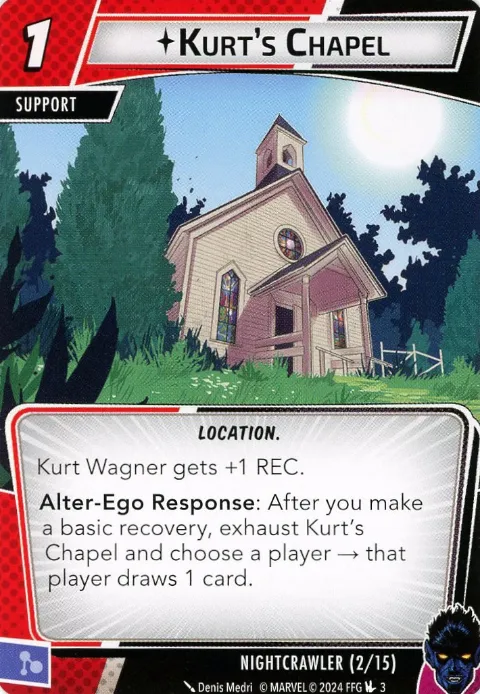 1
KURT'S CHAPEL
SUPPORT
LOCATION.
Kurt Wagner gets +1 REC.
Alter-Ego Response: After you make
a basic recovery, exhaust Kurt's
Chapel and choose a player → that
player draws 1 card.
NIGHTCRAWLER (2/15)
Denis Medri © MARVEL © 2024 FFG 3